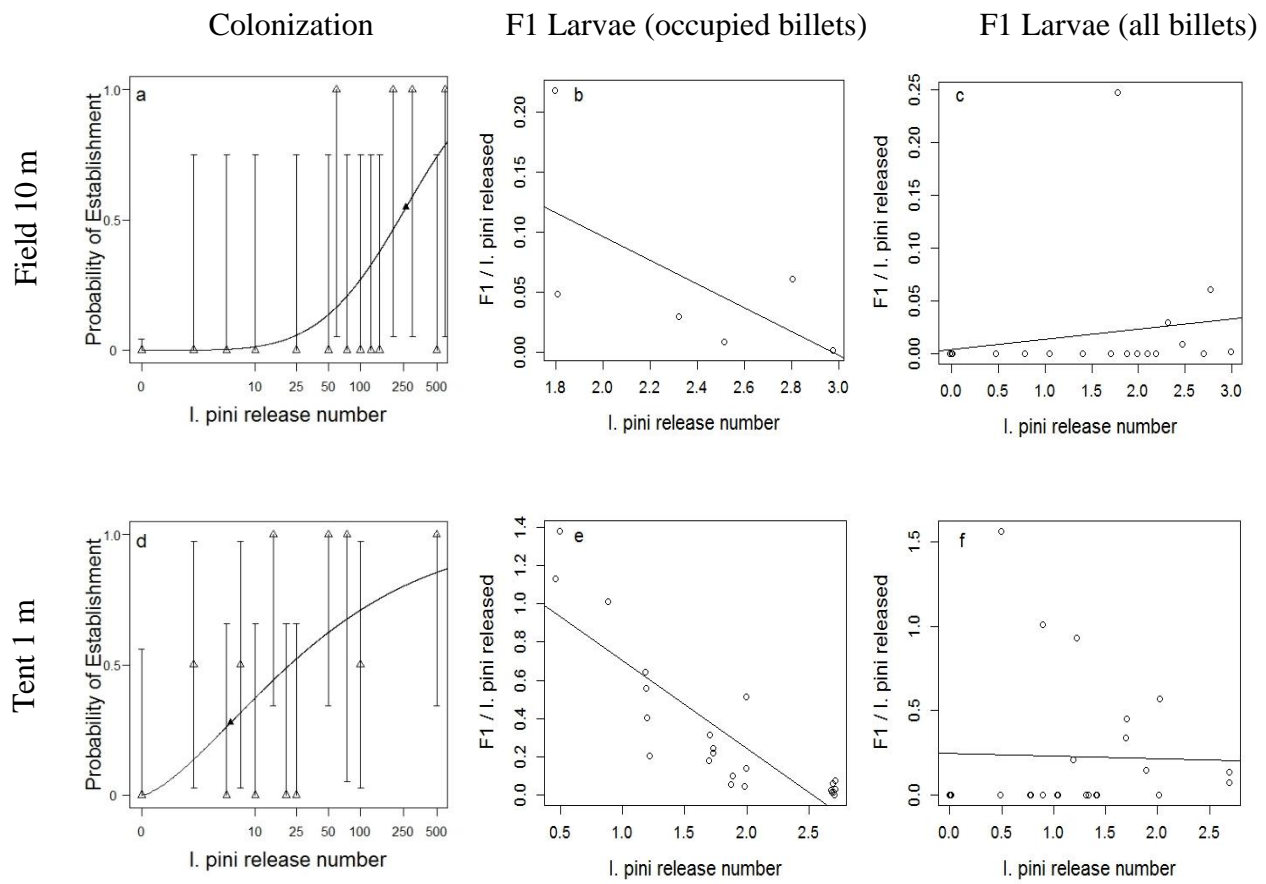 Colonization F1 Larvae (occupied billets) F1 Larvae (all billets)
Field 10 m
a
Probability of Establishment
1.0
0.5
0
0 10 25 50 100 250 500
I. pini release number
b
F1 / I. pini released
0.20
0.15
0.10
0.05
0.00
1.8 2.0 2.2 2.4 2.6 2.8 3.0
I. pini release number
c
F1 / I. pini released
0.25
0.20
0.15
0.10
0.05
0.00
0.0 0.5 1.0 1.5 2.0 2.5 3.0
I. pini release number
Tent 1 m
d
Probability of Establishment
1.0
0.5
0
0 10 25 50 100 250 500
I. pini release number
e
F1 / I. pini released
1.4
1.2
1.0
0.8
0.6
0.4
0.2
0.0
0.5 1.0 1.5 2.0 2.5
I. pini release number
f
F1 / I. pini released
1.5
1.0
0.5
0.0
0.0 0.5 1.0 1.5 2.0 2.5
I. pini release number